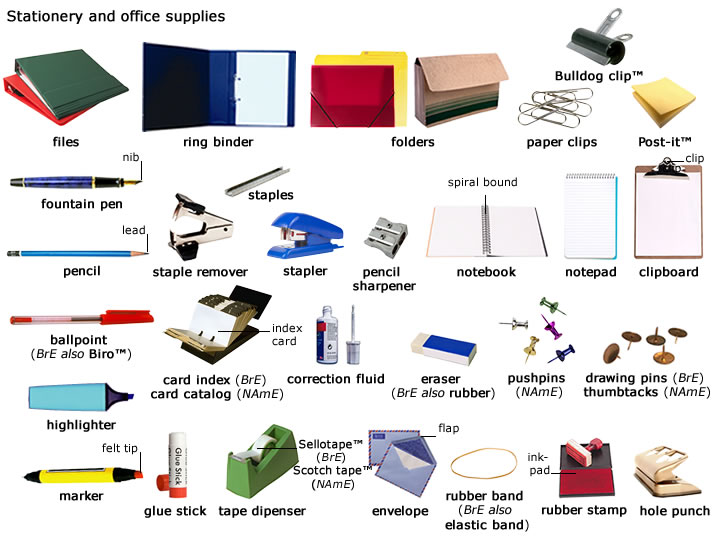 Stationery and office supplies
Bulldog clip™
files
ring binder
folders
paper clips
Post-it™
nib
fountain pen
staples
spiral bound
clip
lead
pencil
staple remover
stapler
pencil
sharpener
notebook
notepad
clipboard
ballpoint
(BrE also Biro™)
index
card
card index (BrE)
card catalog (NAmE)
correction fluid
eraser
(BrE also rubber)
pushpins
(NAmE)
drawing pins (BrE)
thumbtacks (NAmE)
highlighter
felt tip
marker
Glue Stick
glue stick
Sellotape™
(BrE)
Scotch tape™
(NAmE)
tape dipenser
flap
envelope
rubber band
(BrE also
elastic band)
ink-
pad
rubber stamp
hole punch